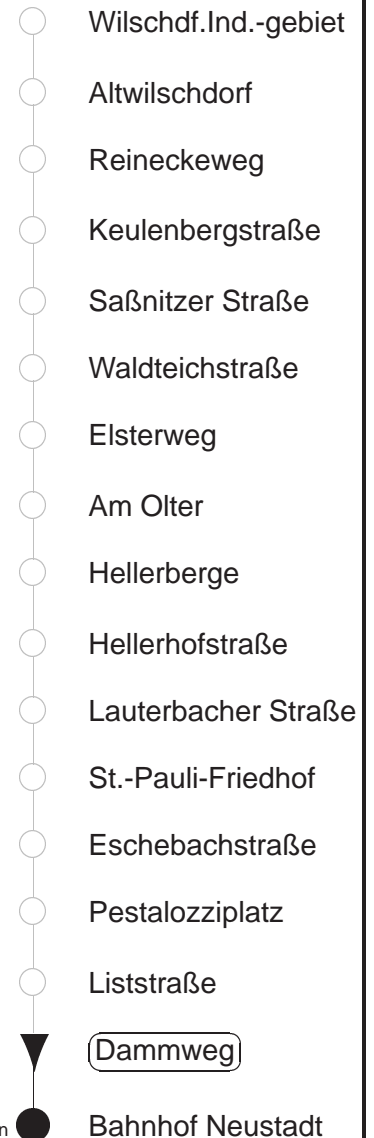 Wilschdf.Ind.-gebiet
Altwilschdorf
Reineckeweg
Keulenbergstraße
Saßnitzer Straße
Waldteichstraße
Elsterweg
Am Olter
Hellerberge
Hellerhofstraße
Lauterbacher Straße
St.-Pauli-Friedhof
Eschebachstraße
Pestalozziplatz
Liststraße
Dammweg
Bahnhof Neustadt